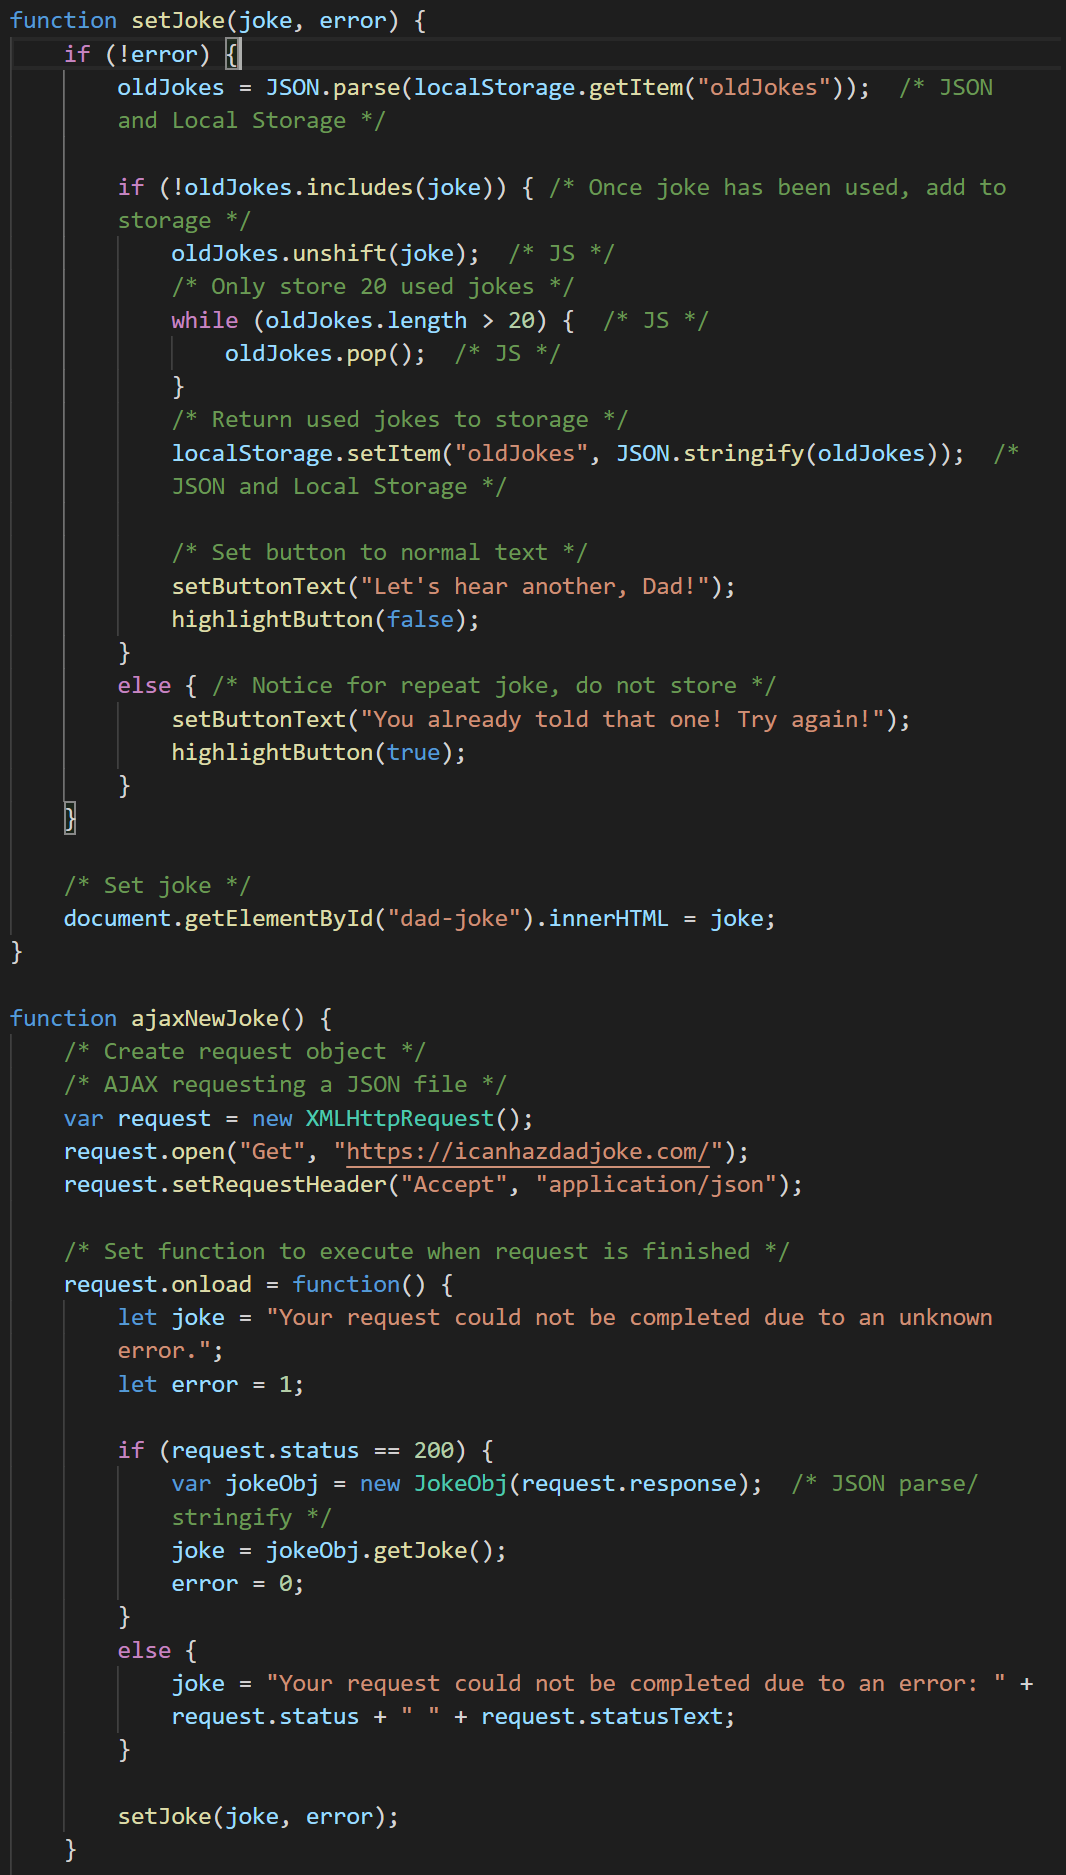 function setJoke(joke, error) {
    if (!error) {
        oldJokes = JSON.parse(localStorage.getItem("oldJokes"));  /* JSON
        and Local Storage */

        if (!oldJokes.includes(joke)) { /* Once joke has been used, add to
        storage */
            oldJokes.unshift(joke);  /* JS */
            /* Only store 20 used jokes */
            while (oldJokes.length > 20) {  /* JS */
                oldJokes.pop();  /* JS */
            }
            /* Return used jokes to storage */
            localStorage.setItem("oldJokes", JSON.stringify(oldJokes));  /*
            JSON and Local Storage */

            /* Set button to normal text */
            setButtonText("Let's hear another, Dad!");
            highlightButton(false);
        }
        else { /* Notice for repeat joke, do not store */
            setButtonText("You already told that one! Try again!");
            highlightButton(true);
        }
    }

    /* Set joke */
    document.getElementById("dad-joke").innerHTML = joke;
}

function ajaxNewJoke() {
    /* Create request object */
    /* AJAX requesting a JSON file */
    var request = new XMLHttpRequest();
    request.open("Get", "https://icanhazdadjoke.com/");
    request.setRequestHeader("Accept", "application/json");

    /* Set function to execute when request is finished */
    request.onload = function() {
        let joke = "Your request could not be completed due to an unknown
        error.";
        let error = 1;

        if (request.status == 200) {
            var jokeObj = new JokeObj(request.response);  /* JSON parse/
            stringify */
            joke = jokeObj.getJoke();
            error = 0;
        }
        else {
            joke = "Your request could not be completed due to an error: " +
            request.status + " " + request.statusText;
        }

        setJoke(joke, error);
    }